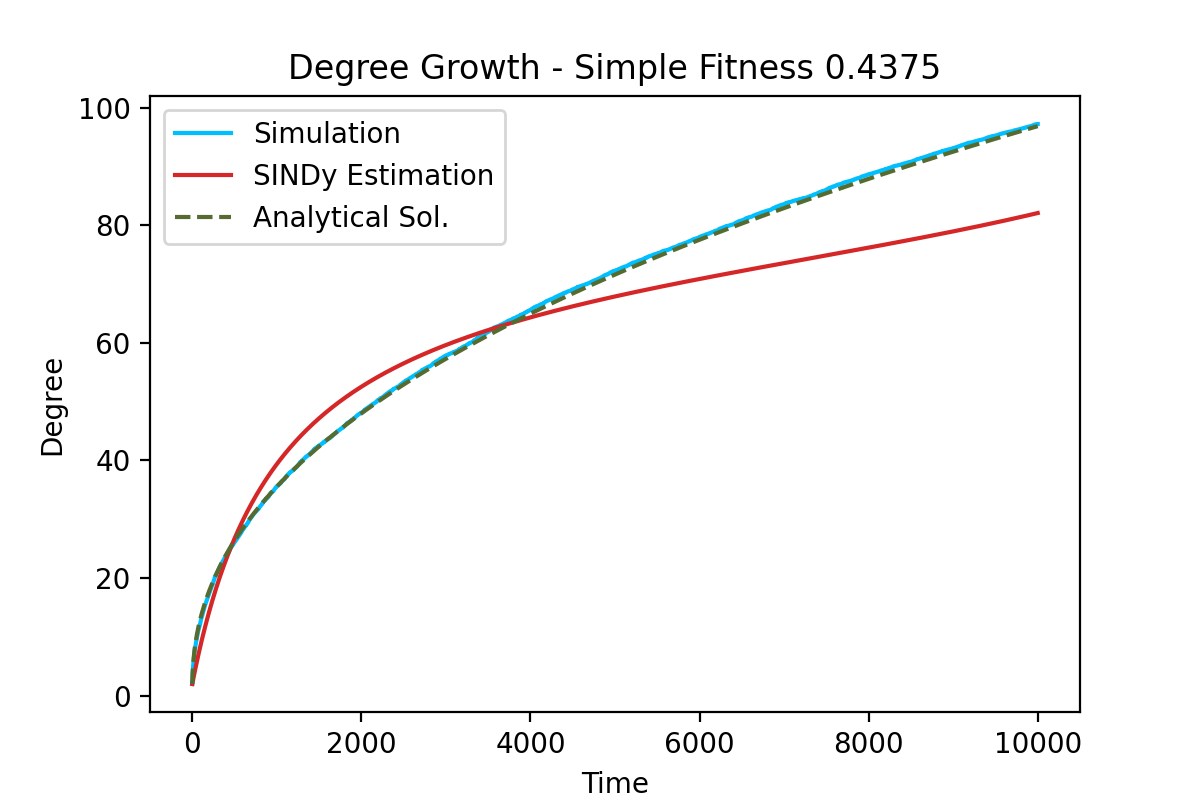 Degree Growth - Simple Fitness 0.4375
Simulation
SINDy Estimation
Analytical Sol.
100
80
60
40
20
0
Degree
0 2000 4000 6000 8000 10000
Time